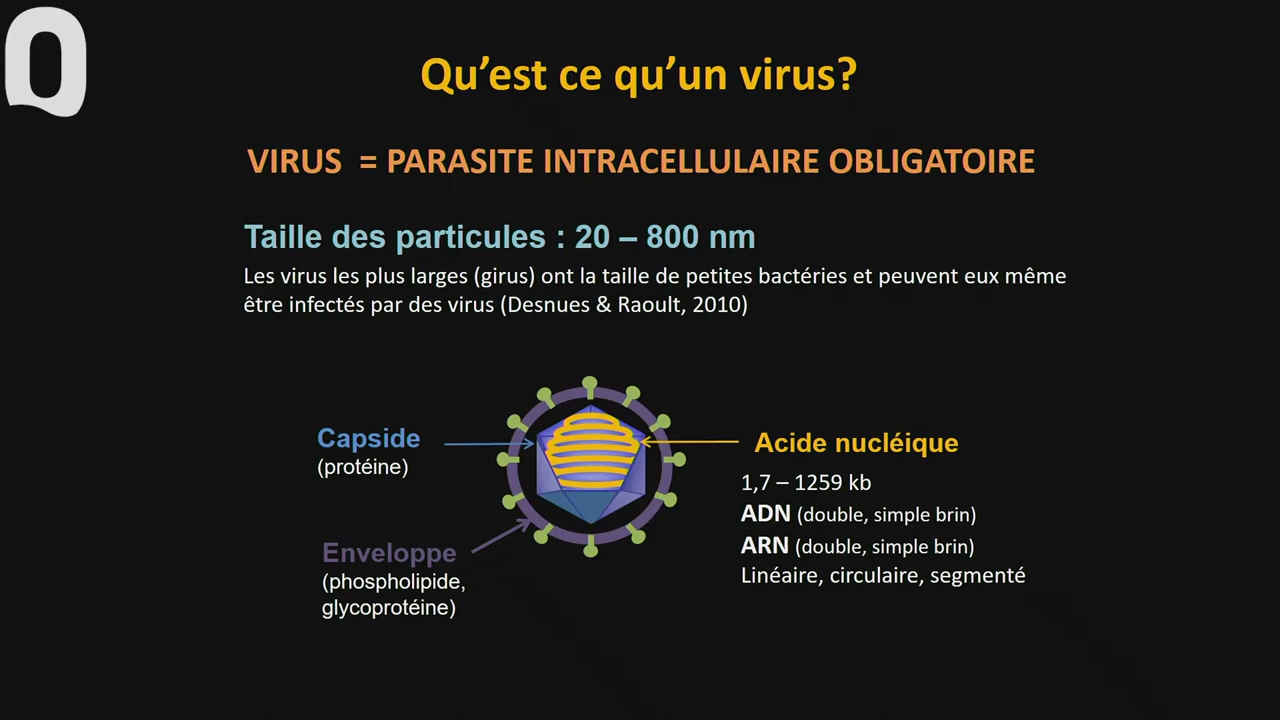 Q
Qu’est ce qu’un virus?
VIRUS = PARASITE INTRACELLULAIRE OBLIGATOIRE
Taille des particules : 20 – 800 nm
Les virus les plus larges (girus) ont la taille de petites bactéries et peuvent eux même
être infectés par des virus (Desnues & Raoult, 2010)
Capside
(protéine)
Enveloppe
(phospholipide,
glycoprotéine)
Acide nucléique
1,7 – 1259 kb
ADN (double, simple brin)
ARN (double, simple brin)
Linéaire, circulaire, segmenté